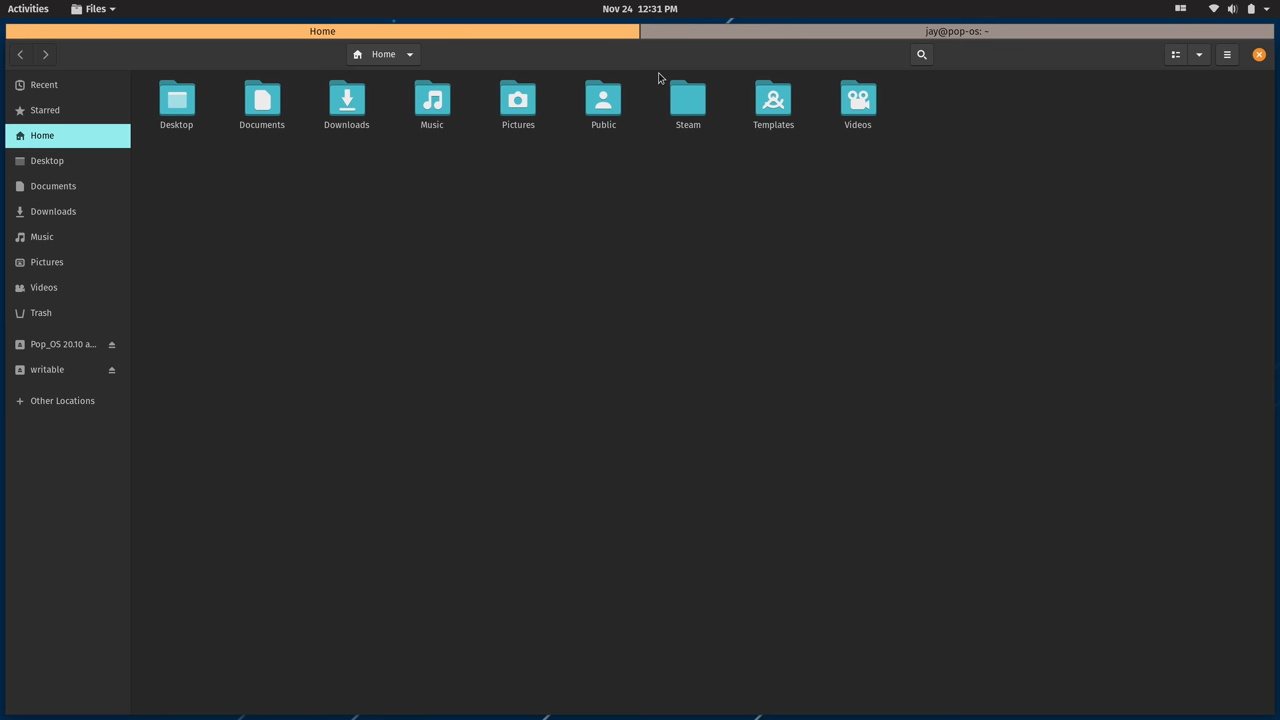 Activities Files Nov 24 12:31 PM
Home jay@pop-os: ~
Home
Recent
Starred
Home
Desktop
Documents
Downloads
Music
Pictures
Videos
Trash
Pop_OS 20.10 a...
writable
Other Locations
Desktop Documents Downloads Music Pictures Public Steam Templates Videos